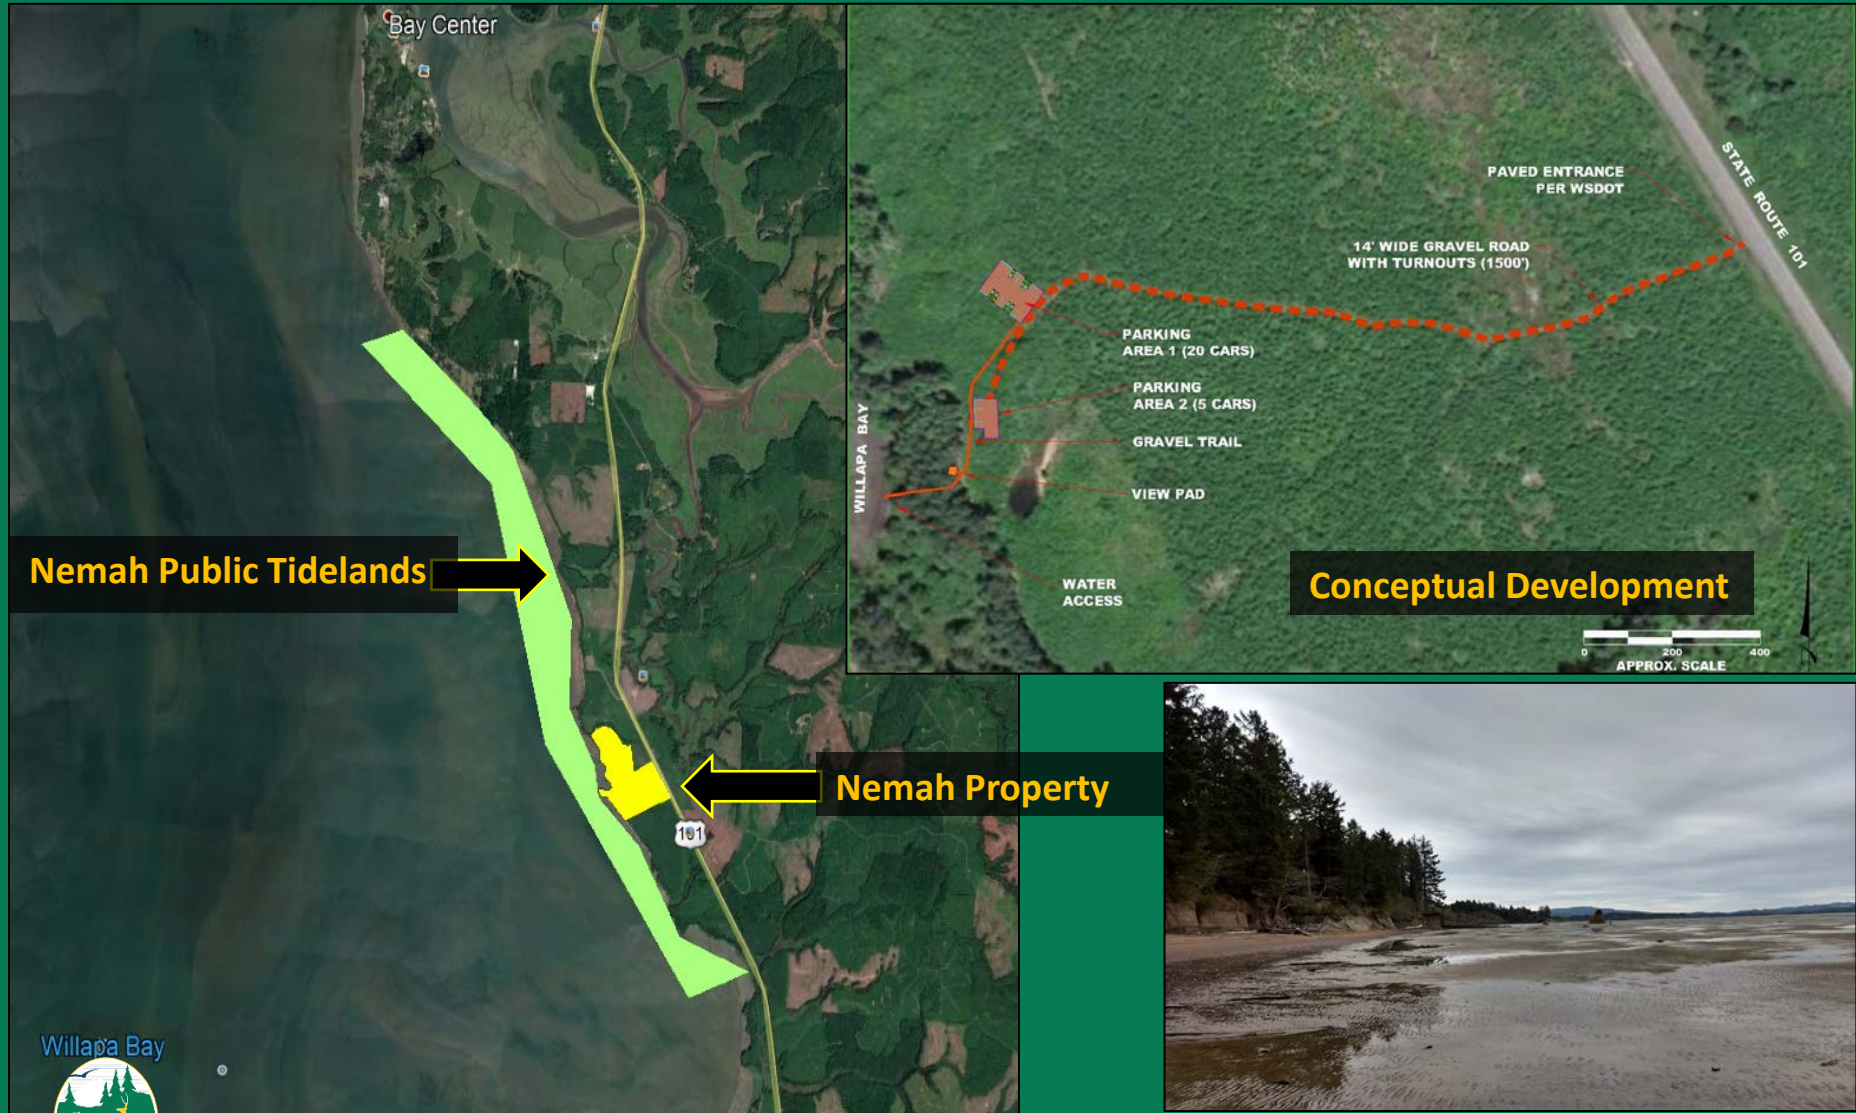 Bay Center
Nemah Public Tidelands
Nemah Property
101
Willapa Bay
STATE ROUTE 101
PAVED ENTRANCE
PER WSDOT
14' WIDE GRAVEL ROAD
WITH TURNOUTS (1500')
PARKING
AREA 1 (20 CARS)
PARKING
AREA 2 (5 CARS)
GRAVEL TRAIL
VIEW PAD
WILLAPA BAY
WATER
ACCESS
Conceptual Development
0 200 400
APPROX. SCALE